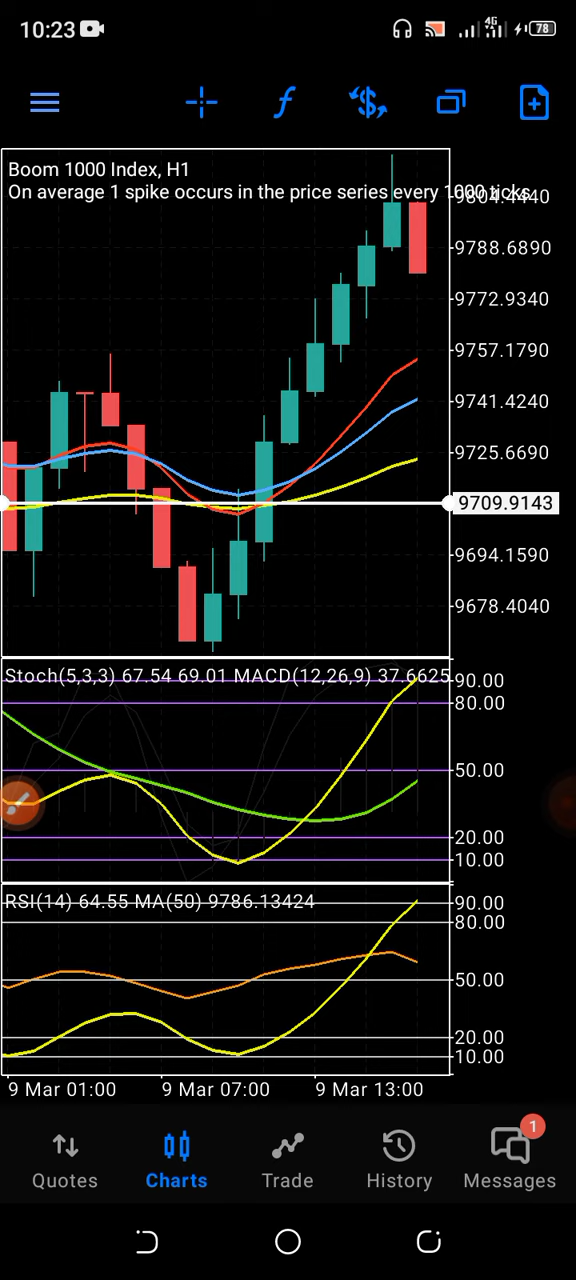 10:23
4G
78
Boom 1000 Index, H1
On average 1 spike occurs in the price series every 1000 ticks.
9804.4440
9788.6890
9772.9340
9757.1790
9741.4240
9725.6690
9709.9143
9694.1590
9678.4040
Stoch(5,3,3) 67.54 69.01 MACD(12,26,9) 37.6625
90.00
80.00
50.00
20.00
10.00
RSI(14) 64.55 MA(50) 9786.13424
90.00
80.00
50.00
20.00
10.00
9 Mar 01:00
9 Mar 07:00
9 Mar 13:00
1
Quotes
Charts
Trade
History
Messages